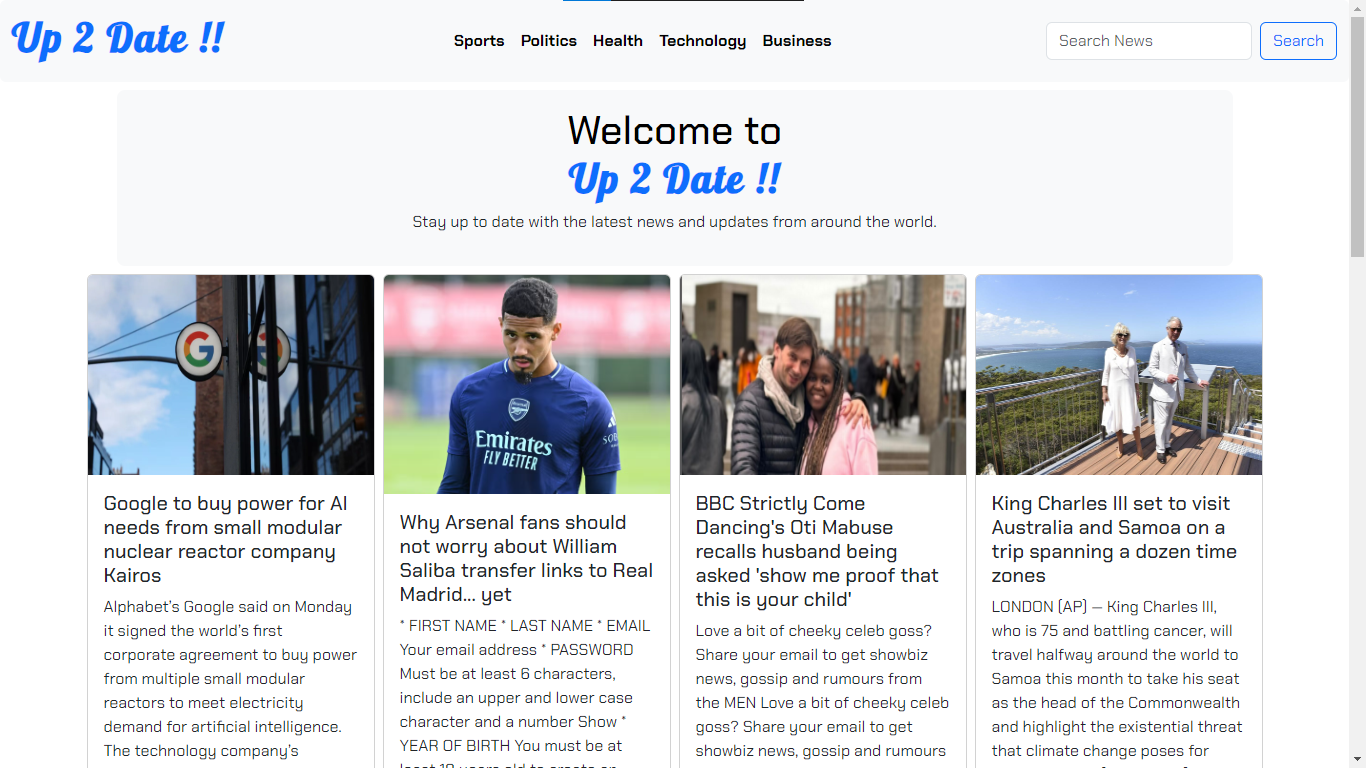 Up 2 Date !!
Sports Politics Health Technology Business
Search News
Search
Welcome to
Up 2 Date !!
Stay up to date with the latest news and updates from around the world.
Google to buy power for AI
needs from small modular
nuclear reactor company
Kairos
Alphabet’s Google said on Monday
it signed the world’s first
corporate agreement to buy power
from multiple small modular
reactors to meet electricity
demand for artificial intelligence.
The technology company’s
Arsenal
Emirates
FLY BETTER
Why Arsenal fans should
not worry about William
Saliba transfer links to Real
Madrid... yet
* FIRST NAME * LAST NAME * EMAIL
Your email address * PASSWORD
Must be at least 6 characters,
include an upper and lower case
character and a number Show *
YEAR OF BIRTH You must be at
BBC Strictly Come
Dancing's Oti Mabuse
recalls husband being
asked 'show me proof that
this is your child'
Love a bit of cheeky celeb goss?
Share your email to get showbiz
news, gossip and rumours from
the MEN Love a bit of cheeky celeb
goss? Share your email to get
showbiz news, gossip and rumours
King Charles III set to visit
Australia and Samoa on a
trip spanning a dozen time
zones
LONDON (AP) — King Charles III,
who is 75 and battling cancer, will
travel halfway around the world to
Samoa this month to take his seat
as the head of the Commonwealth
and highlight the existential threat
that climate change poses for